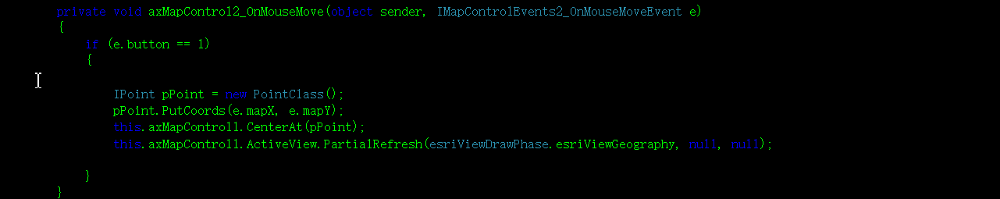 private void axMapControl2_OnMouseMove(object sender, IMapControlEvents2_OnMouseMoveEvent e)
{
if (e.button == 1)
{
IPoint pPoint = new PointClass();
pPoint.PutCoords(e.mapX, e.mapY);
this.axMapControl1.CenterAt(pPoint);
this.axMapControl1.ActiveView.PartialRefresh(esriViewDrawPhase.esriViewGeography, null, null);
}
}